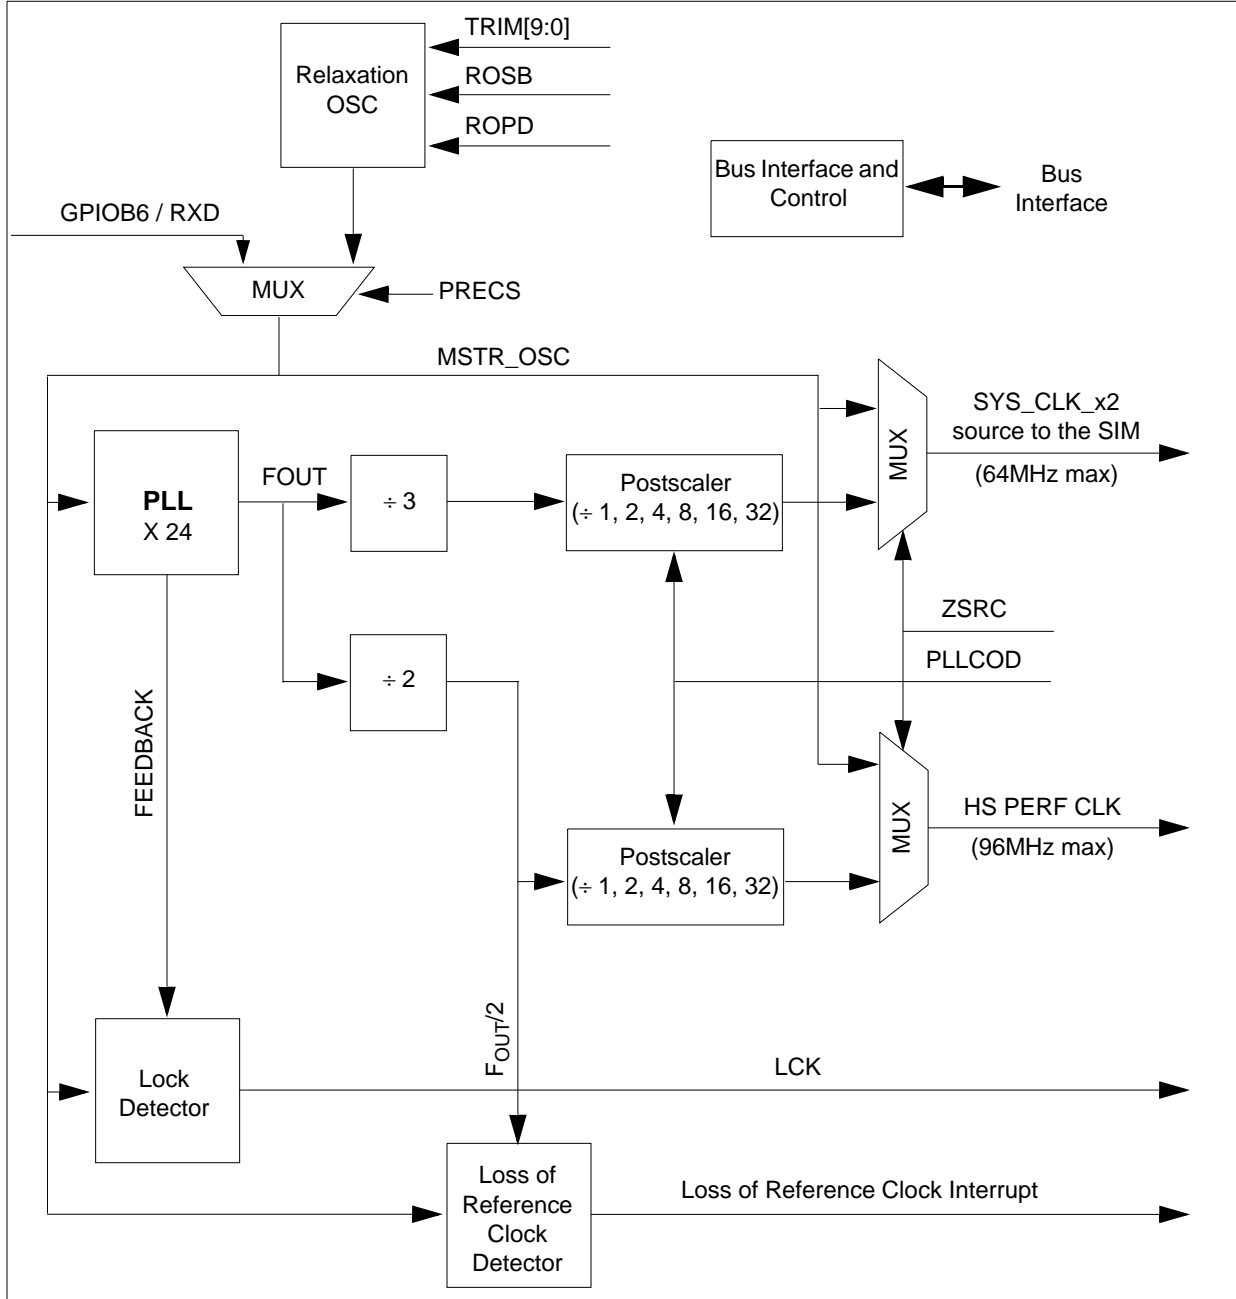 TRIM[9:0]
Relaxation
OSC
ROSB
ROPD
Bus Interface and
Control
Bus
Interface
GPIOB6 / RXD
MUX
PRECS
MSTR_OSC
SYS_CLK_x2
source to the SIM
(64MHz max)
MUX
PLL
X 24
FOUT
÷ 3
Postscaler
(÷ 1, 2, 4, 8, 16, 32)
ZSRC
PLLCOD
÷ 2
FEEDBACK
MUX
HS PERF CLK
(96MHz max)
Postscaler
(÷ 1, 2, 4, 8, 16, 32)
FOUT/2
Lock
Detector
LCK
Loss of
Reference
Clock
Detector
Loss of Reference Clock Interrupt